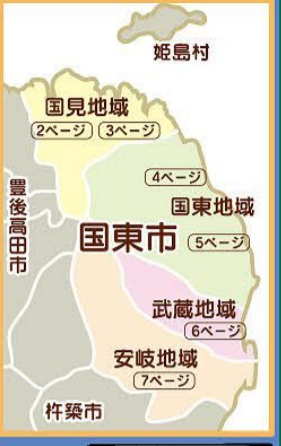 姫島村
国見地域
2ページ 3ページ
4ページ
国東地域
豊後高田市
国東市
5ページ
武蔵地域
6ページ
安岐地域
7ページ
杵築市